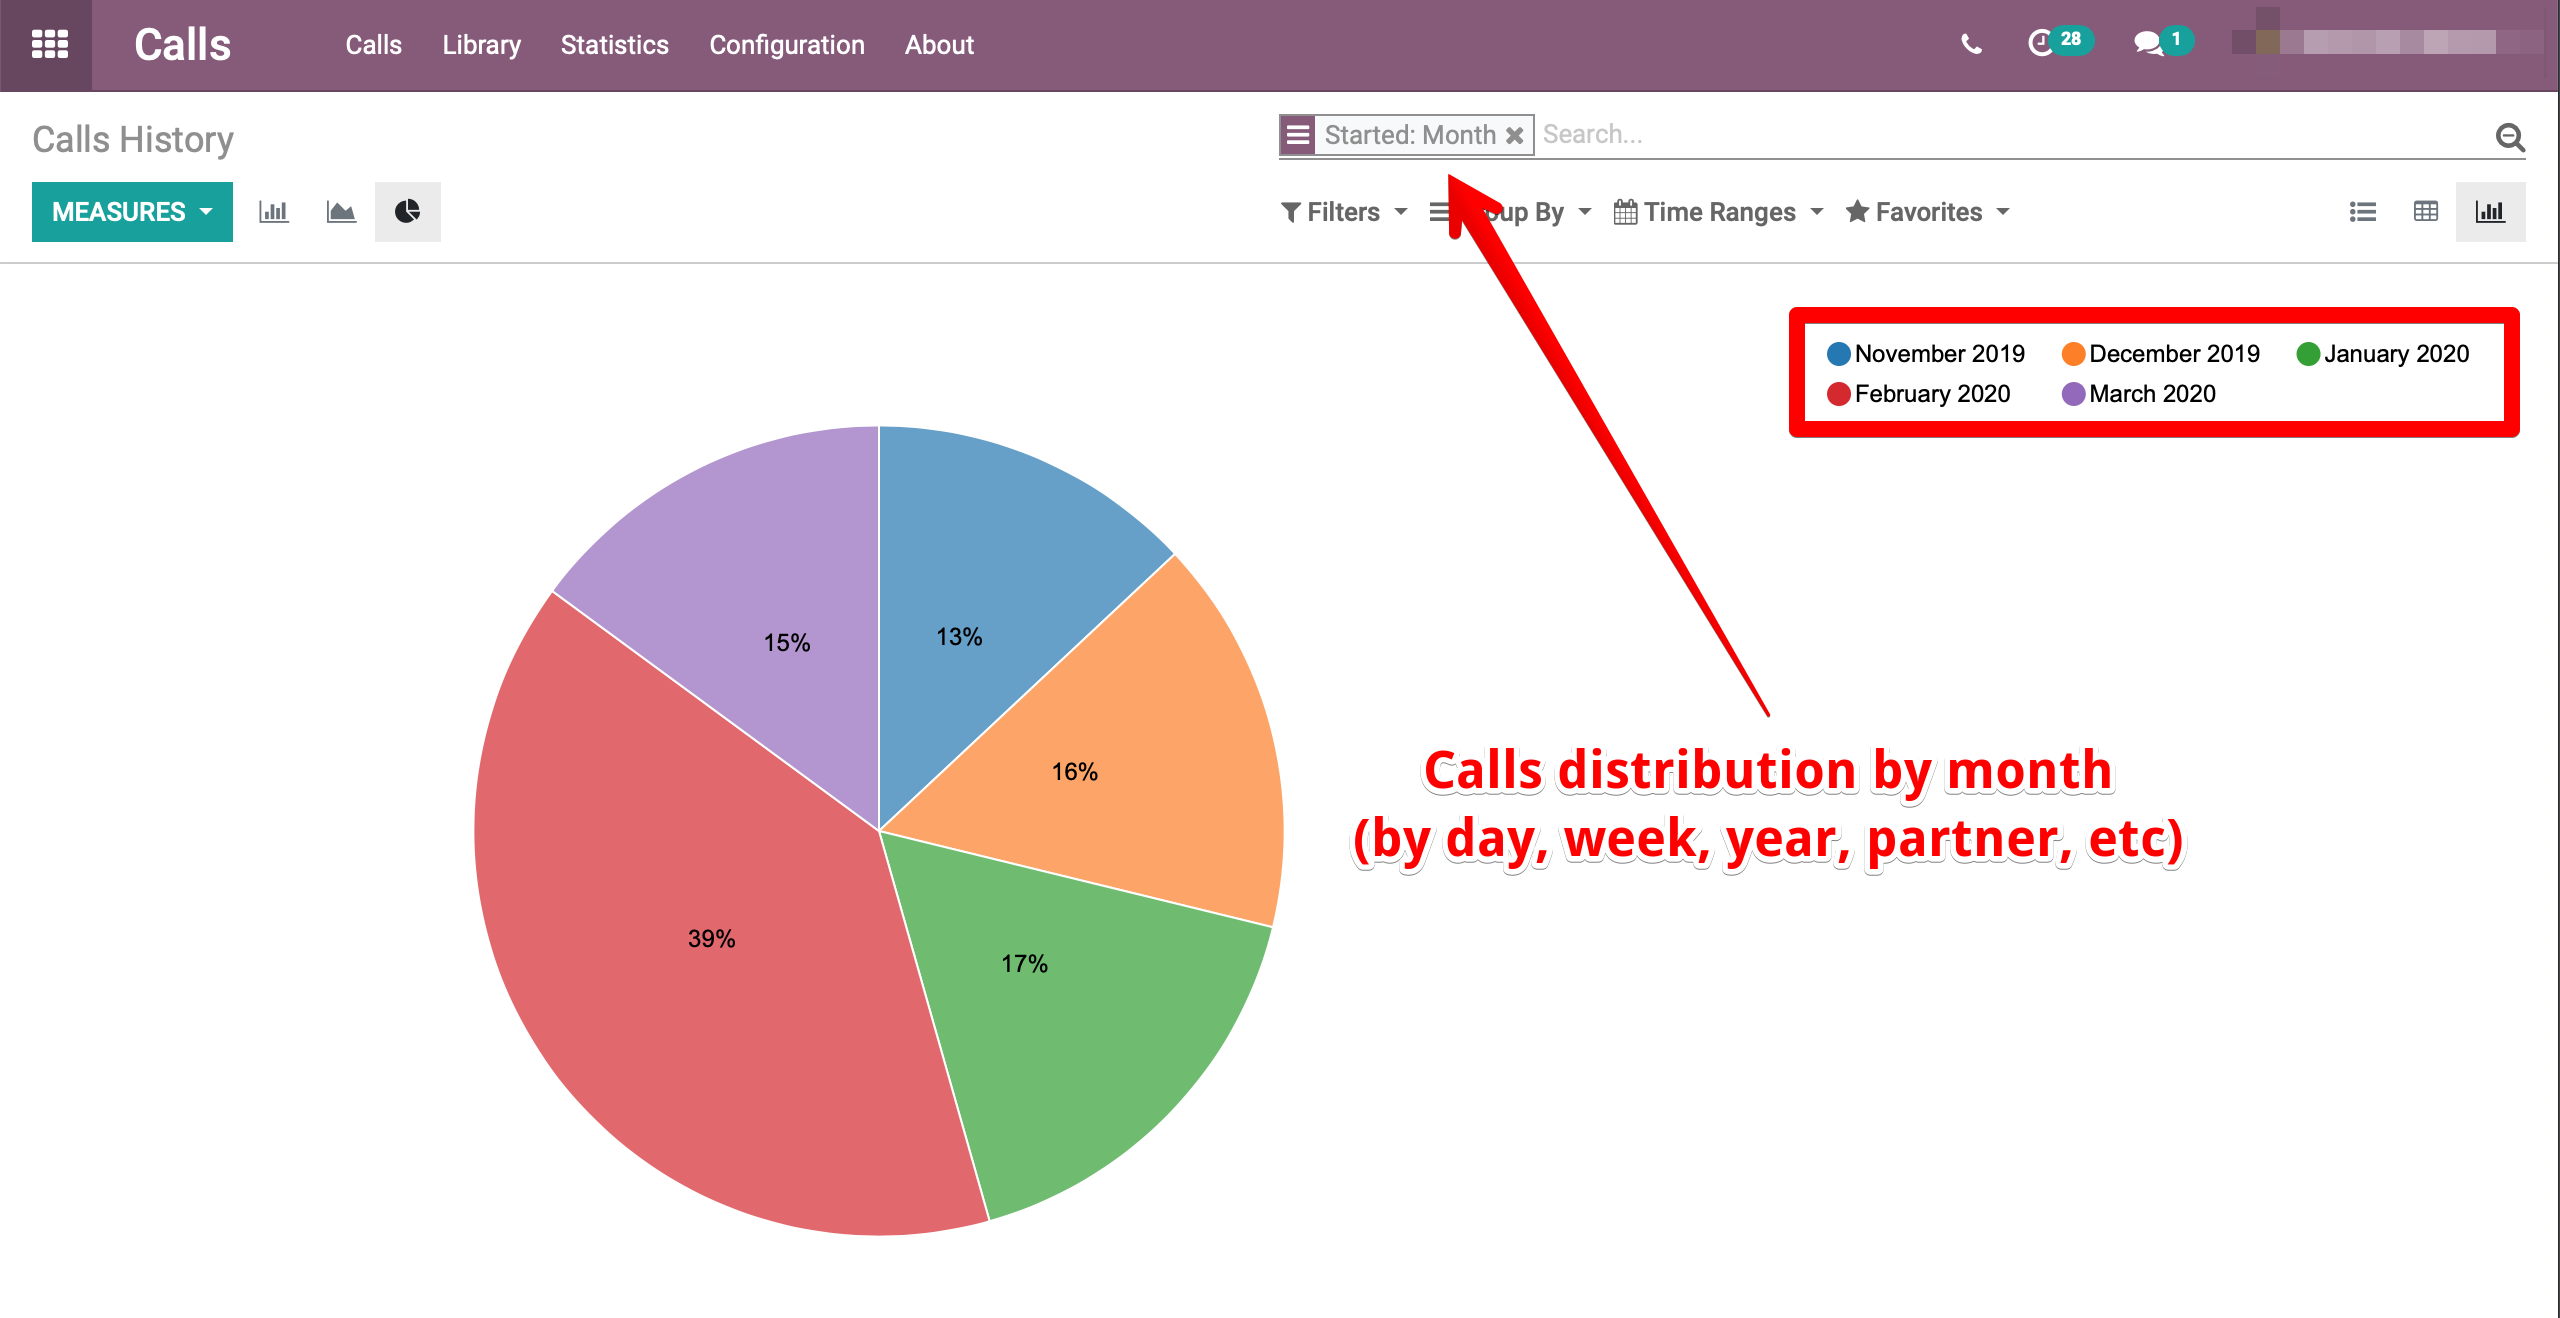 Calls
Calls Library Statistics Configuration About
28
1
Calls History
Started: Month
Search...
MEASURES
Filters
By
Time Ranges
Favorites
November 2019
December 2019
January 2020
February 2020
March 2020
15%
13%
16%
39%
17%
Calls distribution by month
(by day, week, year, partner, etc)